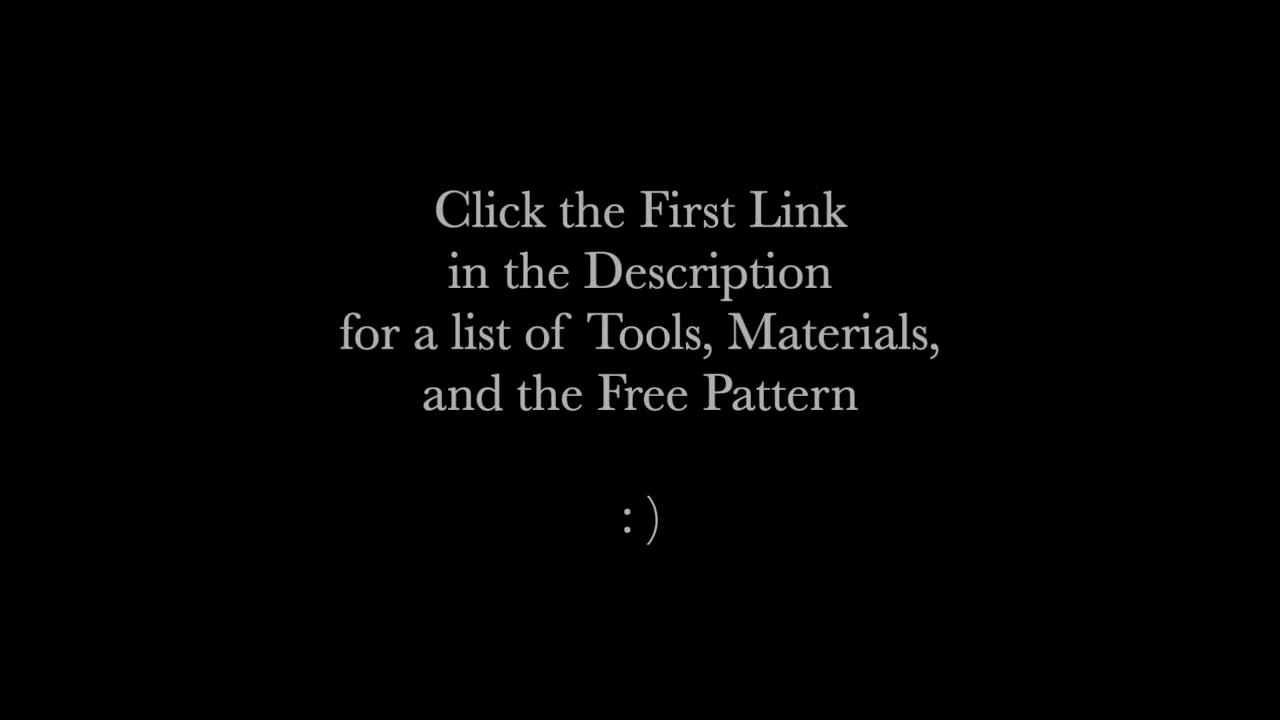 Click the First Link
in the Description
for a list of Tools, Materials,
and the Free Pattern
: )